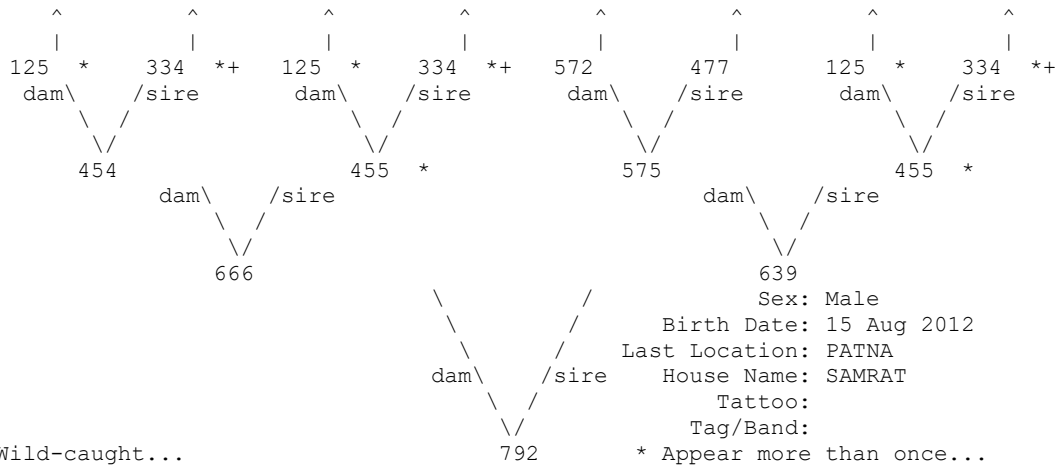 ^ ^ ^ ^ ^ ^ ^ ^
| | | | | | | |
125 * 334 *+ 125 * 334 *+ 572 477 125 * 334 *+
dam\ /sire dam\ /sire dam\ /sire dam\ /sire
\ / \ / \ / \ /
\/ \/ \/ \/
454 455 * 575 455 *
dam\ /sire dam\ /sire
\ / \ /
\/ \/
666 639
\ / Sex: Male
\ / Birth Date: 15 Aug 2012
\ / Last Location: PATNA
dam\ /sire House Name: SAMRAT
\ / Tattoo:
\/ Tag/Band:
Wild-caught... 792 * Appear more than once...